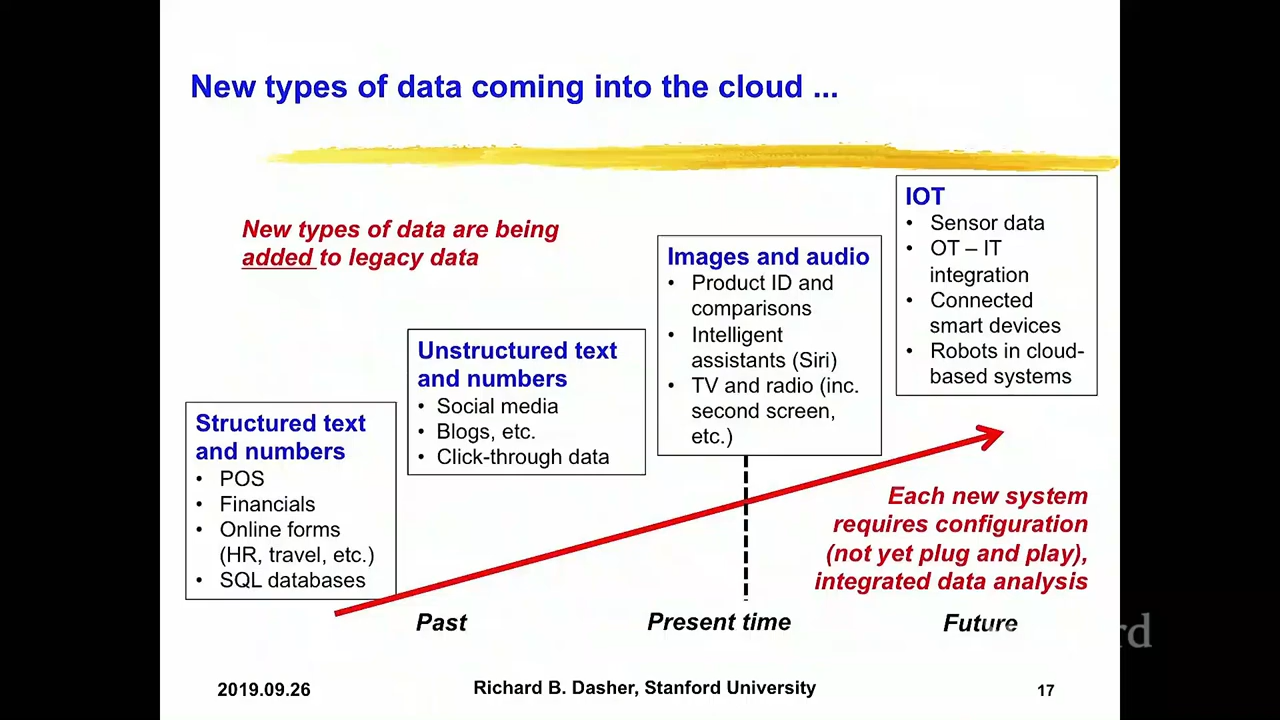 New types of data coming into the cloud ...
New types of data are being
added to legacy data
Structured text
and numbers
• POS
• Financials
• Online forms
(HR, travel, etc.)
• SQL databases
Unstructured text
and numbers
• Social media
• Blogs, etc.
• Click-through data
Images and audio
• Product ID and
comparisons
• Intelligent
assistants (Siri)
• TV and radio (inc.
second screen,
etc.)
IOT
• Sensor data
• OT – IT
integration
• Connected
smart devices
• Robots in cloud-
based systems
Each new system
requires configuration
(not yet plug and play),
integrated data analysis
Past
Present time
Future
2019.09.26
Richard B. Dasher, Stanford University
17